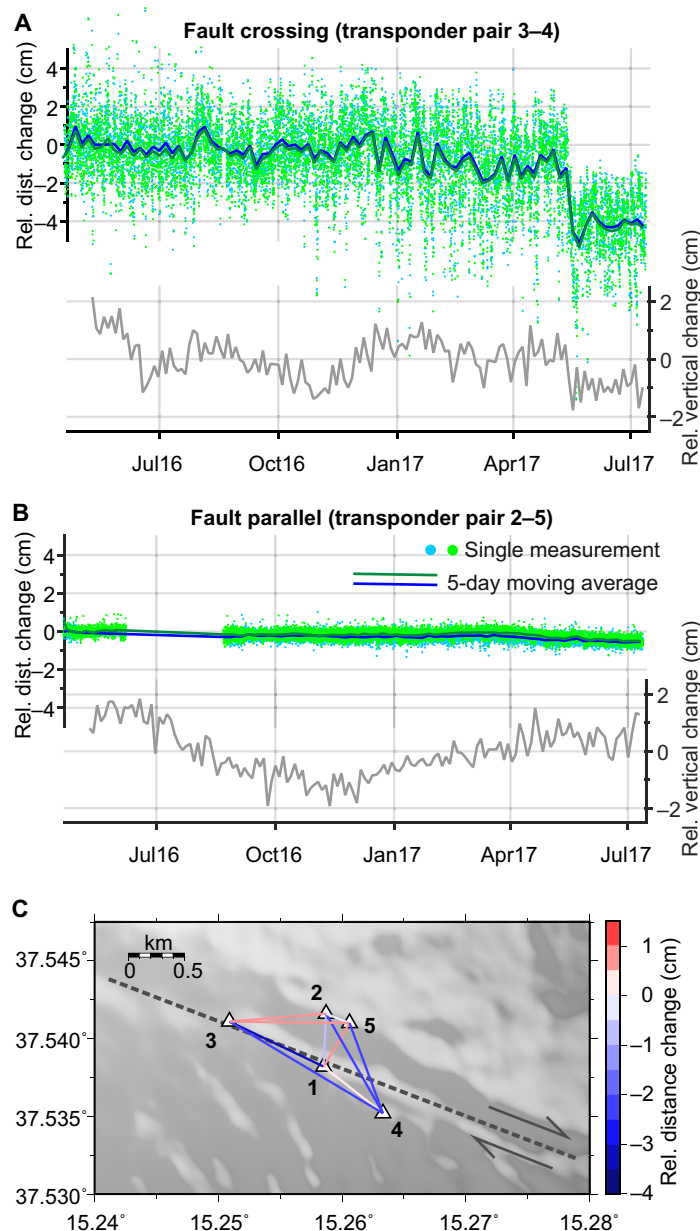 A
Fault crossing (transponder pair 3–4)
Rel. dist. change (cm)
4
2
0
–2
–4
2
0
–2
Rel. vertical change (cm)
Jul16 Oct16 Jan17 Apr17 Jul17
B
Fault parallel (transponder pair 2–5)
Rel. dist. change (cm)
4
2
0
–2
–4
Single measurement
5-day moving average
2
0
–2
Rel. vertical change (cm)
Jul16 Oct16 Jan17 Apr17 Jul17
C
37.545°
37.540°
37.535°
37.530°
km
0 0.5
2
5
3
1
4
15.24° 15.25° 15.26° 15.27° 15.28°
1
0
–1
–2
–3
–4
Rel. distance change (cm)